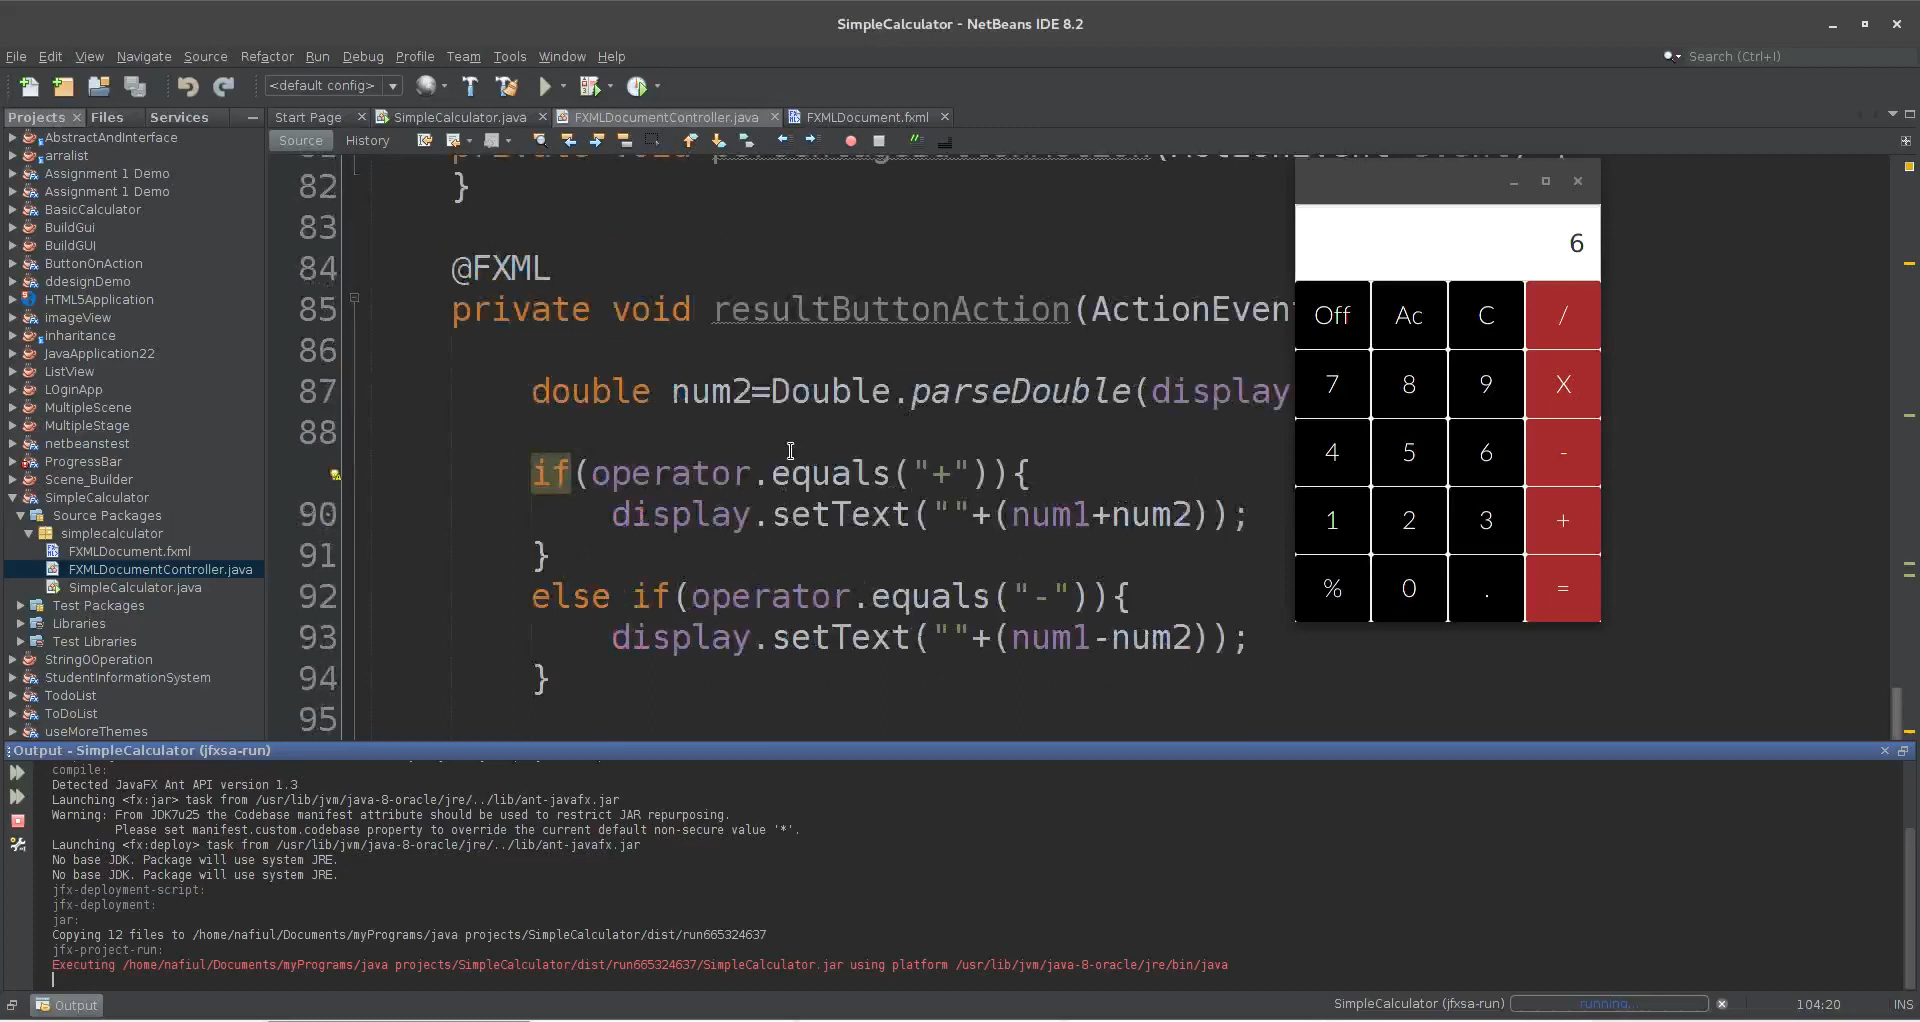 SimpleCalculator - NetBeans IDE 8.2
File Edit View Navigate Source Refactor Run Debug Profile Team Tools Window Help
Search (Ctrl+I)
<default config>
Projects Files Services
Start Page SimpleCalculator.java FXMLDocumentController.java FXMLDocument.fxml
Source History
AbstractAndInterface
arralist
Assignment 1 Demo
Assignment 1 Demo
BasicCalculator
BuildGui
BuildGUI
ButtonOnAction
ddesignDemo
HTML5Application
imageView
inheritance
JavaApplication22
ListView
LOginApp
MultipleScene
MultipleStage
netbeanstest
ProgressBar
Scene_Builder
SimpleCalculator
Source Packages
simplecalculator
FXMLDocument.fxml
FXMLDocumentController.java
SimpleCalculator.java
Test Packages
Libraries
Test Libraries
StringOOperation
StudentInformationSystem
TodoList
ToDoList
useMoreThemes
82 }
83
84 @FXML
85 private void resultButtonAction(ActionEven
86
87 double num2=Double.parseDouble(display
88
if(operator.equals("+")){
90 display.setText(""+(num1+num2));
91 }
92 else if(operator.equals("-")){
93 display.setText(""+(num1-num2));
94 }
95
6
Off Ac C /
7 8 9 X
4 5 6 -
1 2 3 +
% 0 . =
Output - SimpleCalculator (jfxsa-run)
compile:
Detected JavaFX Ant API version 1.3
Launching <fx:jar> task from /usr/lib/jvm/java-8-oracle/jre/../lib/ant-javafx.jar
Warning: From JDK7u25 the Codebase manifest attribute should be used to restrict JAR repurposing.
Please set manifest.custom.codebase property to override the current default non-secure value '*'.
Launching <fx:deploy> task from /usr/lib/jvm/java-8-oracle/jre/../lib/ant-javafx.jar
No base JDK. Package will use system JRE.
No base JDK. Package will use system JRE.
jfx-deployment-script:
jfx-deployment:
jar:
Copying 12 files to /home/nafiul/Documents/myPrograms/java projects/SimpleCalculator/dist/run665324637
jfx-project-run:
Executing /home/nafiul/Documents/myPrograms/java projects/SimpleCalculator/dist/run665324637/SimpleCalculator.jar using platform /usr/lib/jvm/java-8-oracle/jre/bin/java
Output
SimpleCalculator (jfxsa-run) running... 104:20 INS